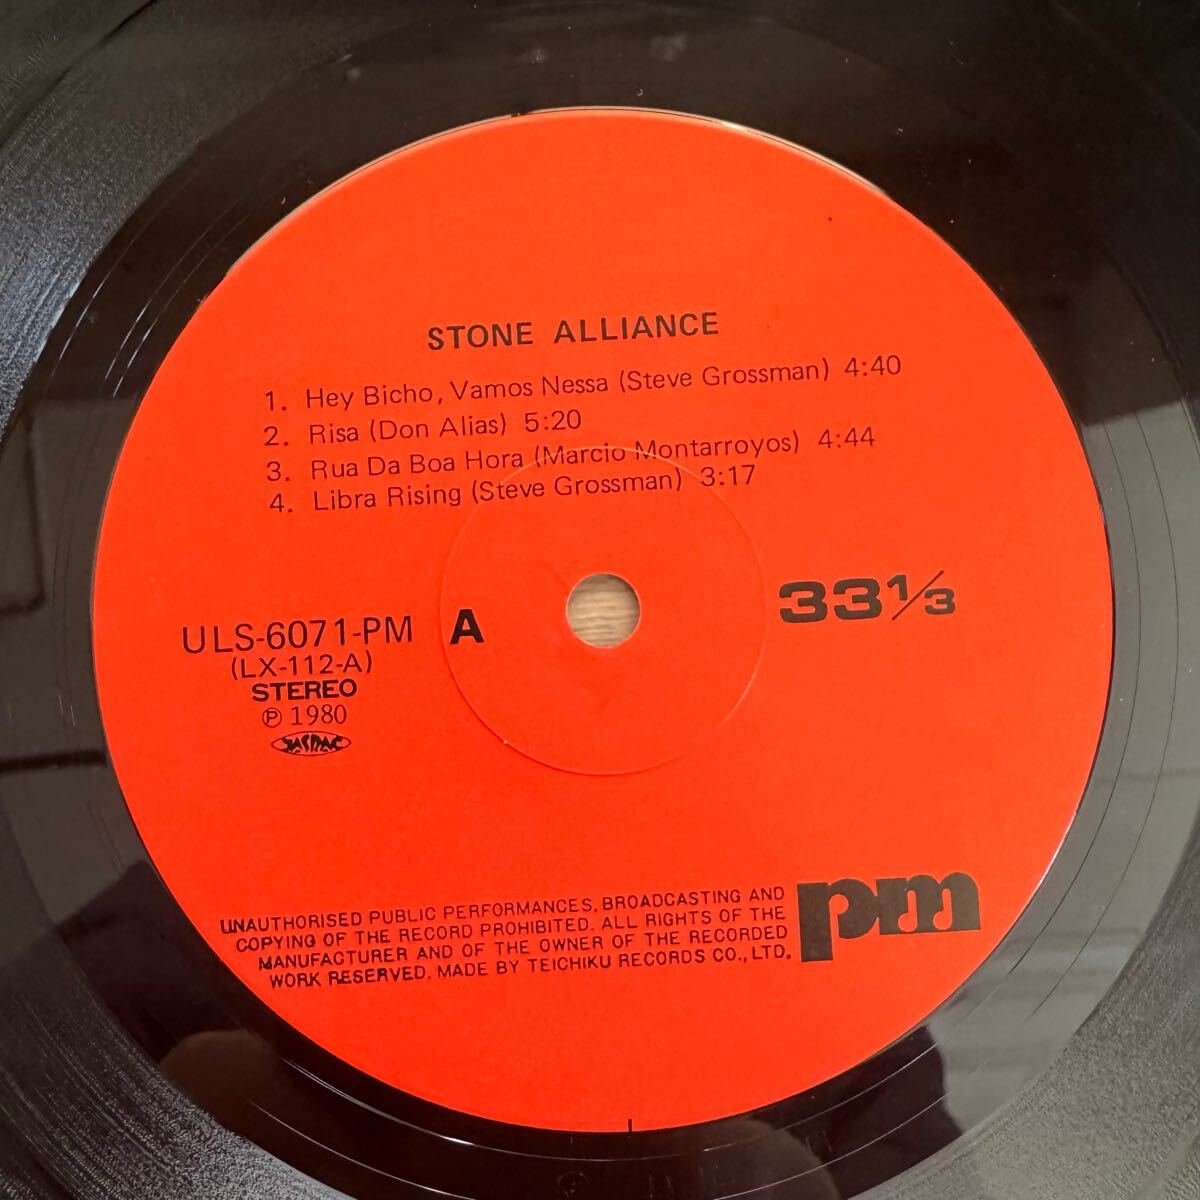 STONE ALLIANCE
1. Hey Bicho, Vamos Nessa (Steve Grossman) 4:40
2. Risa (Don Alias) 5:20
3. Rua Da Boa Hora (Marcio Montarroyos) 4:44
4. Libra Rising (Steve Grossman) 3:17
33 1/3
ULS-6071-PM A
(LX-112-A)
STEREO
℗ 1980
JASRAC
UNAUTHORISED PUBLIC PERFORMANCES, BROADCASTING AND
COPYING OF THE RECORD PROHIBITED. ALL RIGHTS OF THE
MANUFACTURER AND OF THE OWNER OF THE RECORDED
WORK RESERVED. MADE BY TEICHIKU RECORDS CO., LTD.
pm